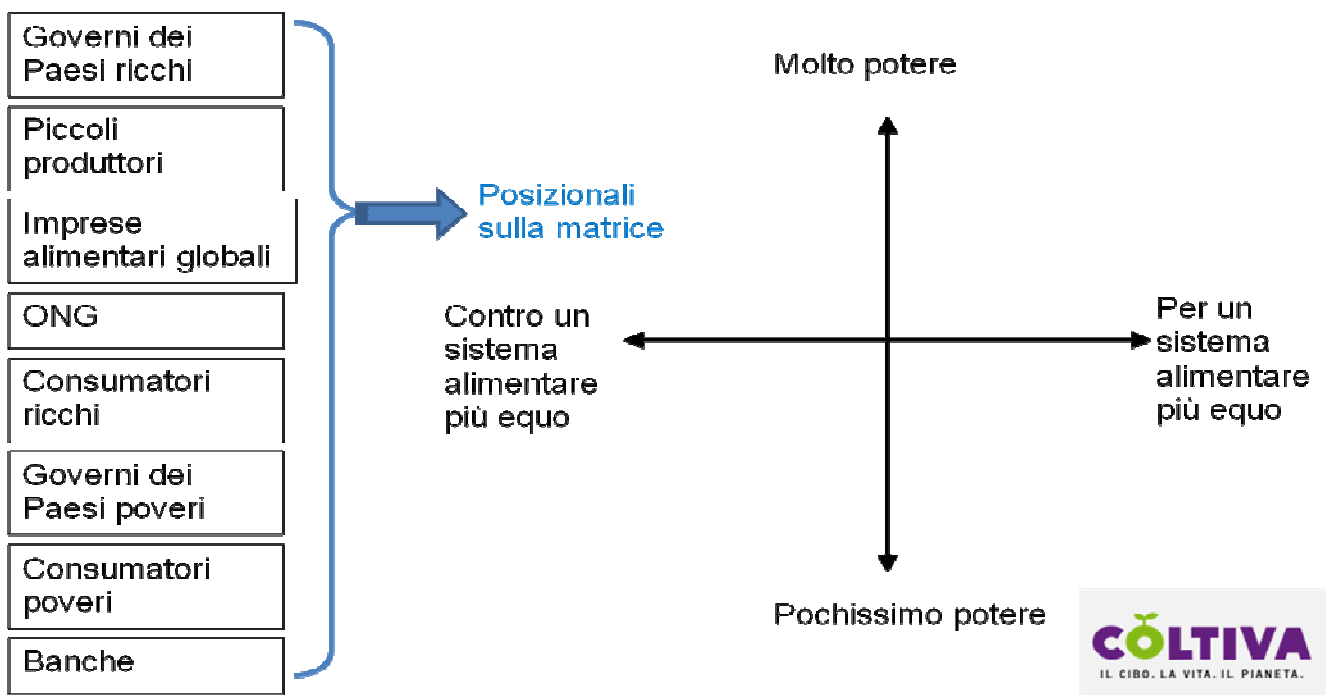 Governi dei
Paesi ricchi
Piccoli
produttori
Imprese
alimentari globali
ONG
Consumatori
ricchi
Governi dei
Paesi poveri
Consumatori
poveri
Banche
Posizionali
sulla matrice
Molto potere
Contro un
sistema
alimentare
più equo
Per un
sistema
alimentare
più equo
Pochissimo potere
COLTIVA
IL CIBO. LA VITA. IL PIANETA.